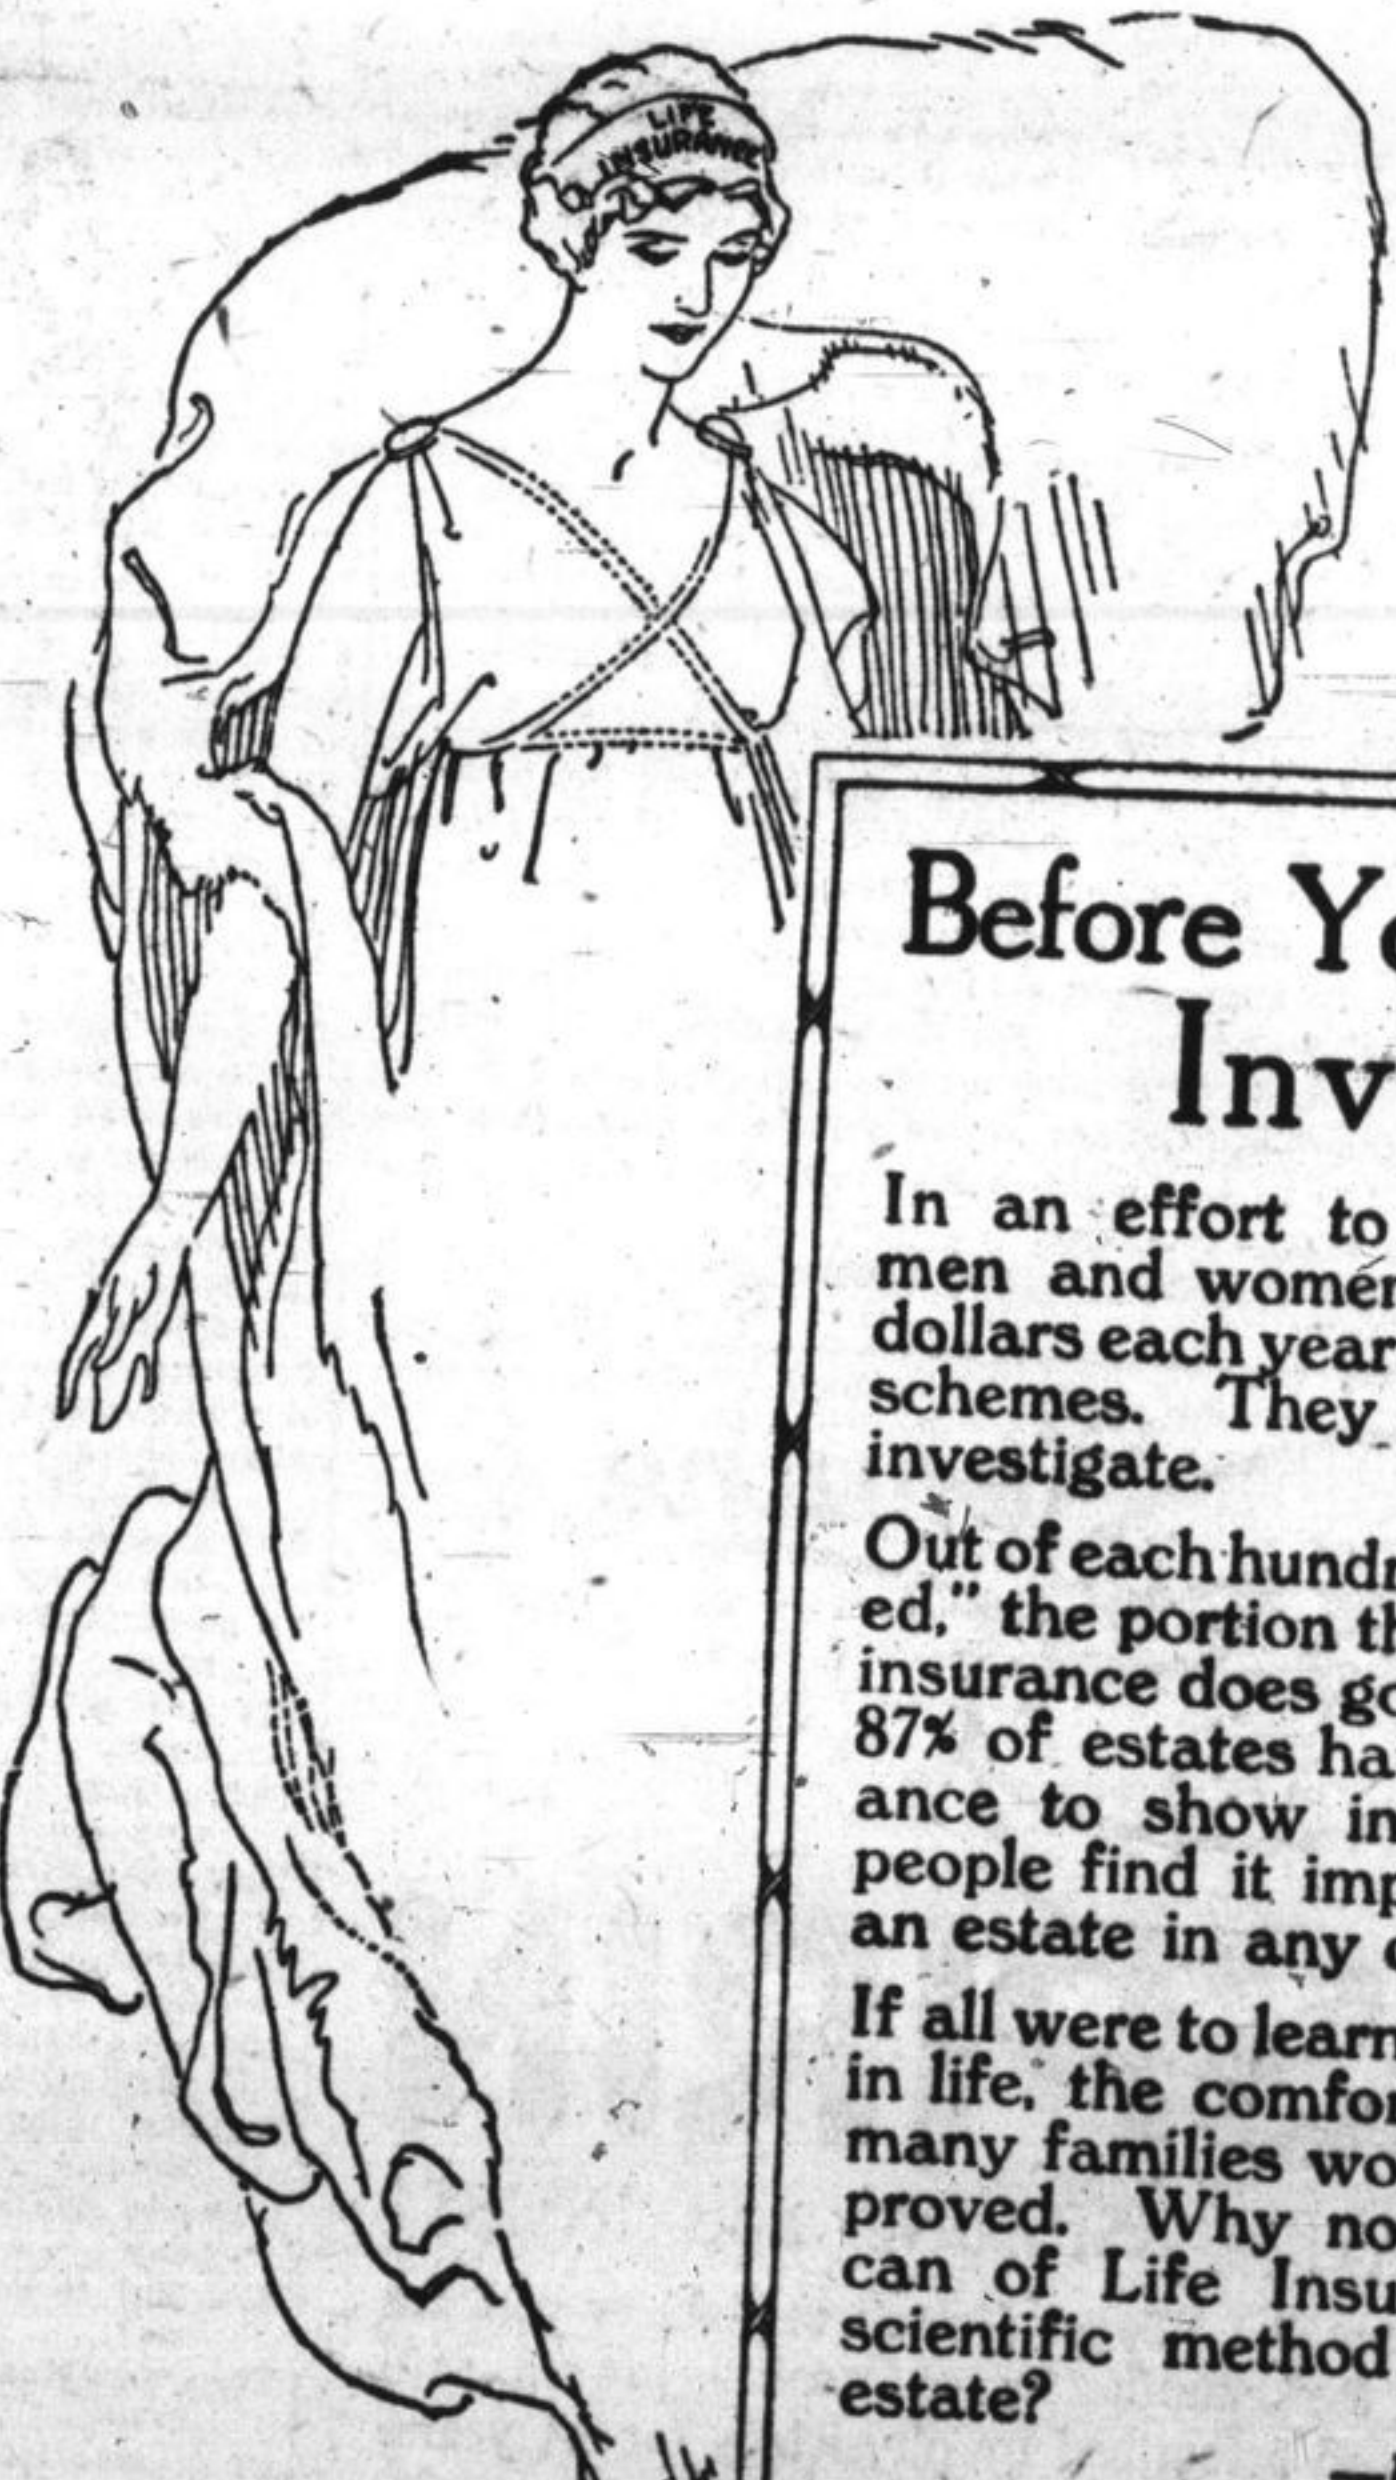 LIFE
INSURANCE
Before
Inv
In an effort to
men and women
dollars each year
schemes. They
investigate.
Out of each hundr
ed," the portion th
insurance does go
87% of estates ha
ance to show in
people find it imp
an estate in any
If all were to learn
in life, the comfor
many families wo
proved. Why no
can of Life Insu
scientific method
estate?